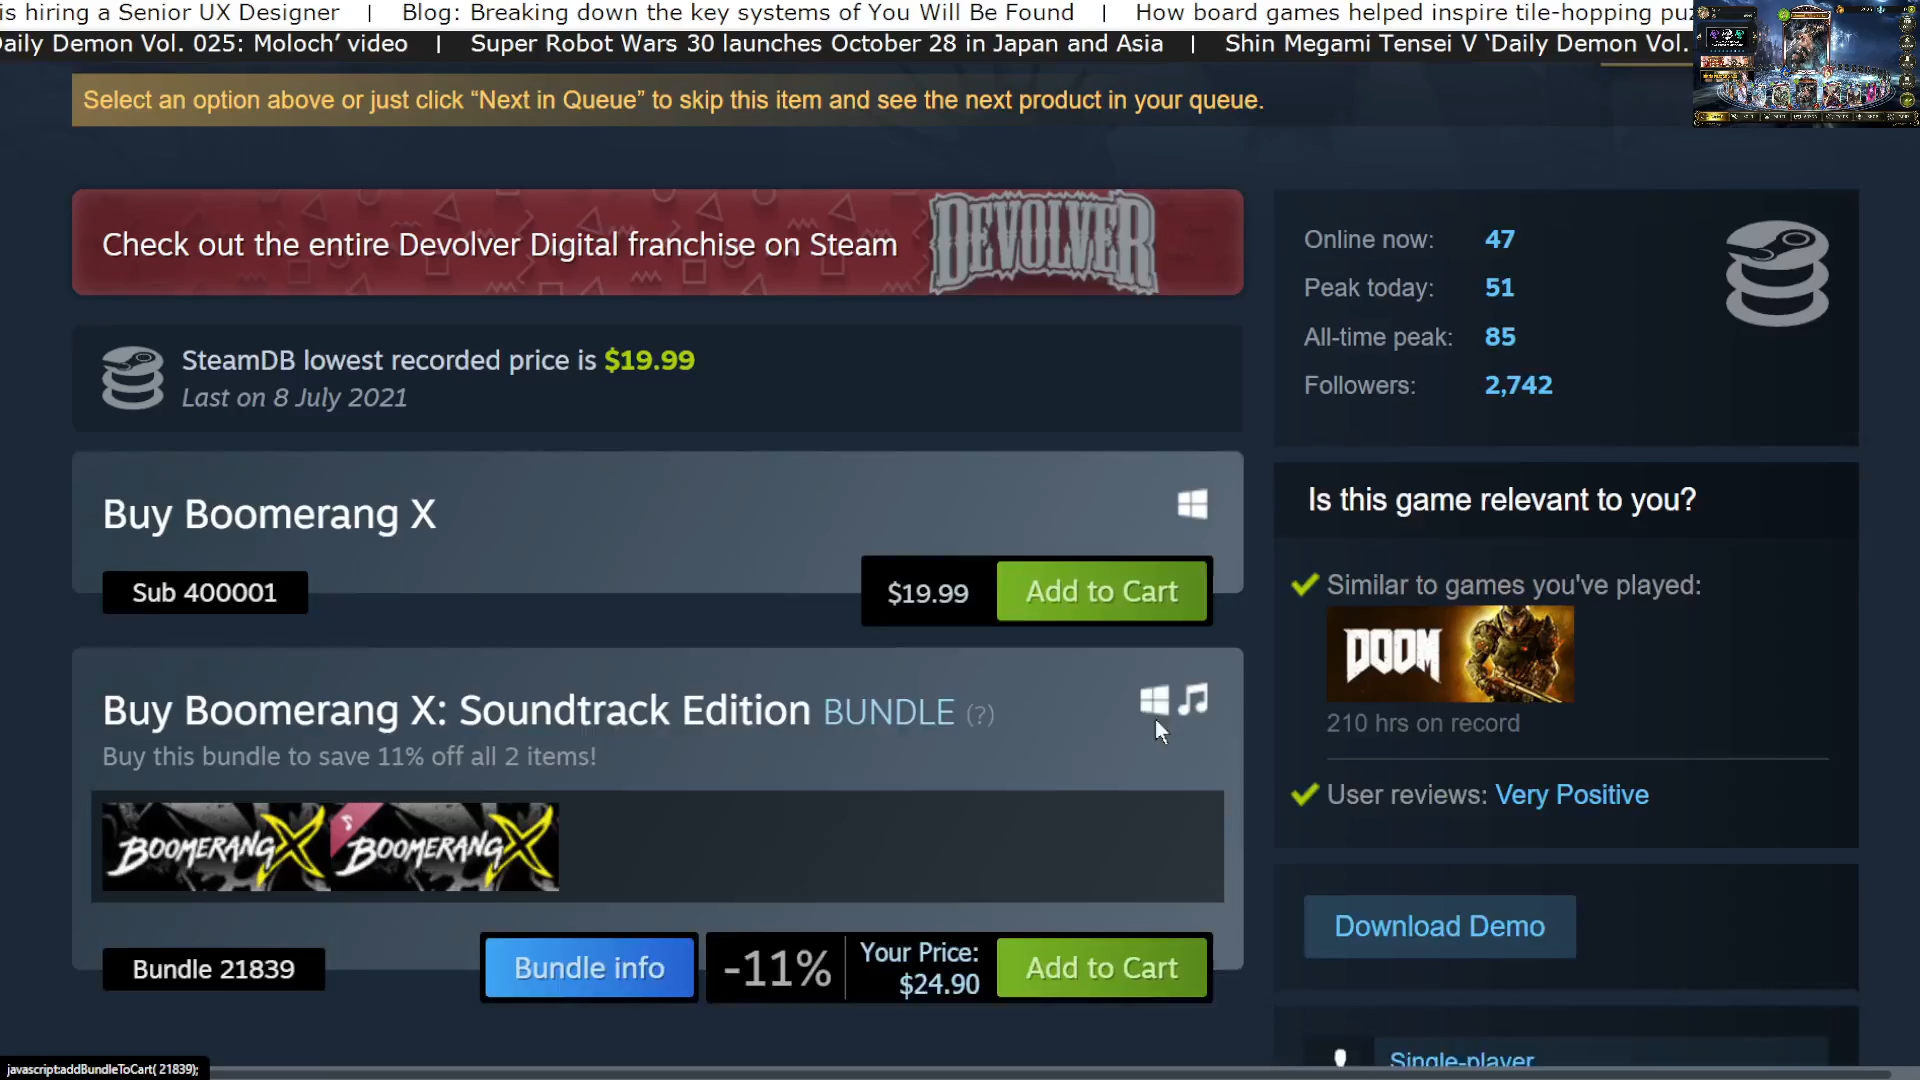 is hiring a Senior UX Designer | Blog: Breaking down the key systems of You Will Be Found | How board games helped inspire tile-hopping puz
Daily Demon Vol. 025: Moloch’ video | Super Robot Wars 30 launches October 28 in Japan and Asia | Shin Megami Tensei V ‘Daily Demon Vol.
Select an option above or just click “Next in Queue” to skip this item and see the next product in your queue.
Check out the entire Devolver Digital franchise on Steam
DEVOLVER
SteamDB lowest recorded price is $19.99
Last on 8 July 2021
Buy Boomerang X
Sub 400001
$19.99
Add to Cart
Buy Boomerang X: Soundtrack Edition BUNDLE (?)
Buy this bundle to save 11% off all 2 items!
BOOMERANG X
BOOMERANG X
Bundle 21839
Bundle info
-11%
Your Price:
$24.90
Add to Cart
Online now: 47
Peak today: 51
All-time peak: 85
Followers: 2,742
Is this game relevant to you?
Similar to games you've played:
DOOM
210 hrs on record
User reviews: Very Positive
Download Demo
Single-player
javascript:addBundleToCart( 21839);